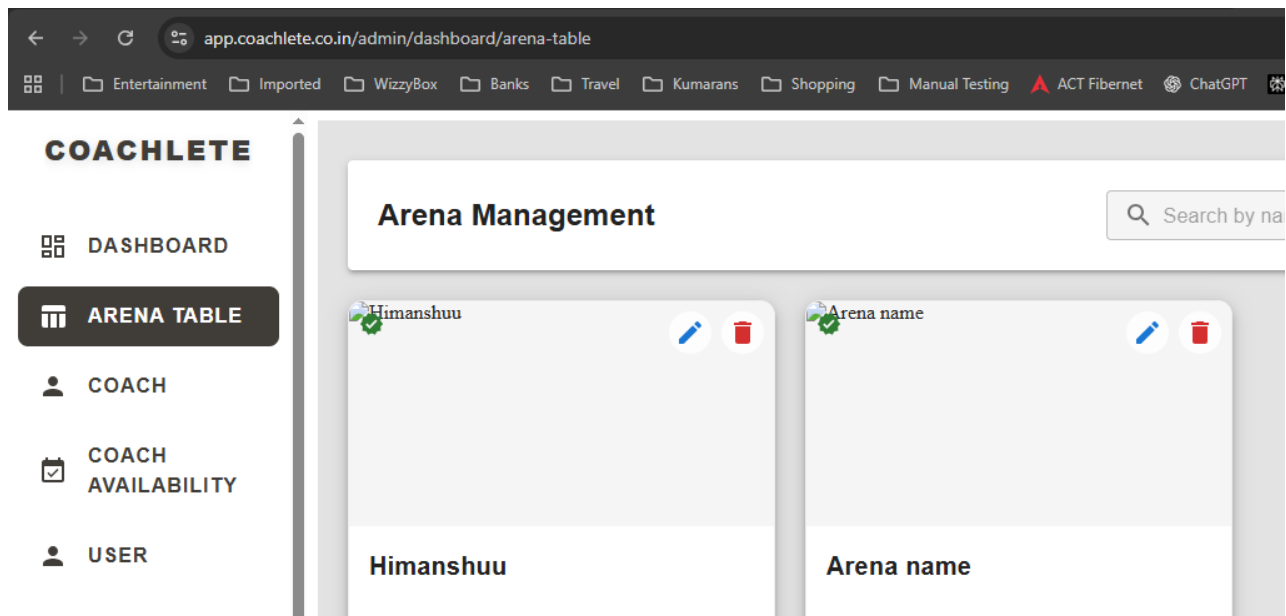 app.coachlete.co.in/admin/dashboard/arena-table
Entertainment Imported WizzyBox Banks Travel Kumarans Shopping Manual Testing ACT Fibernet ChatGPT
COACHLETE
DASHBOARD
ARENA TABLE
COACH
COACH
AVAILABILITY
USER
Arena Management
Search by
Himanshuu
Arena name
Himanshuu
Arena name